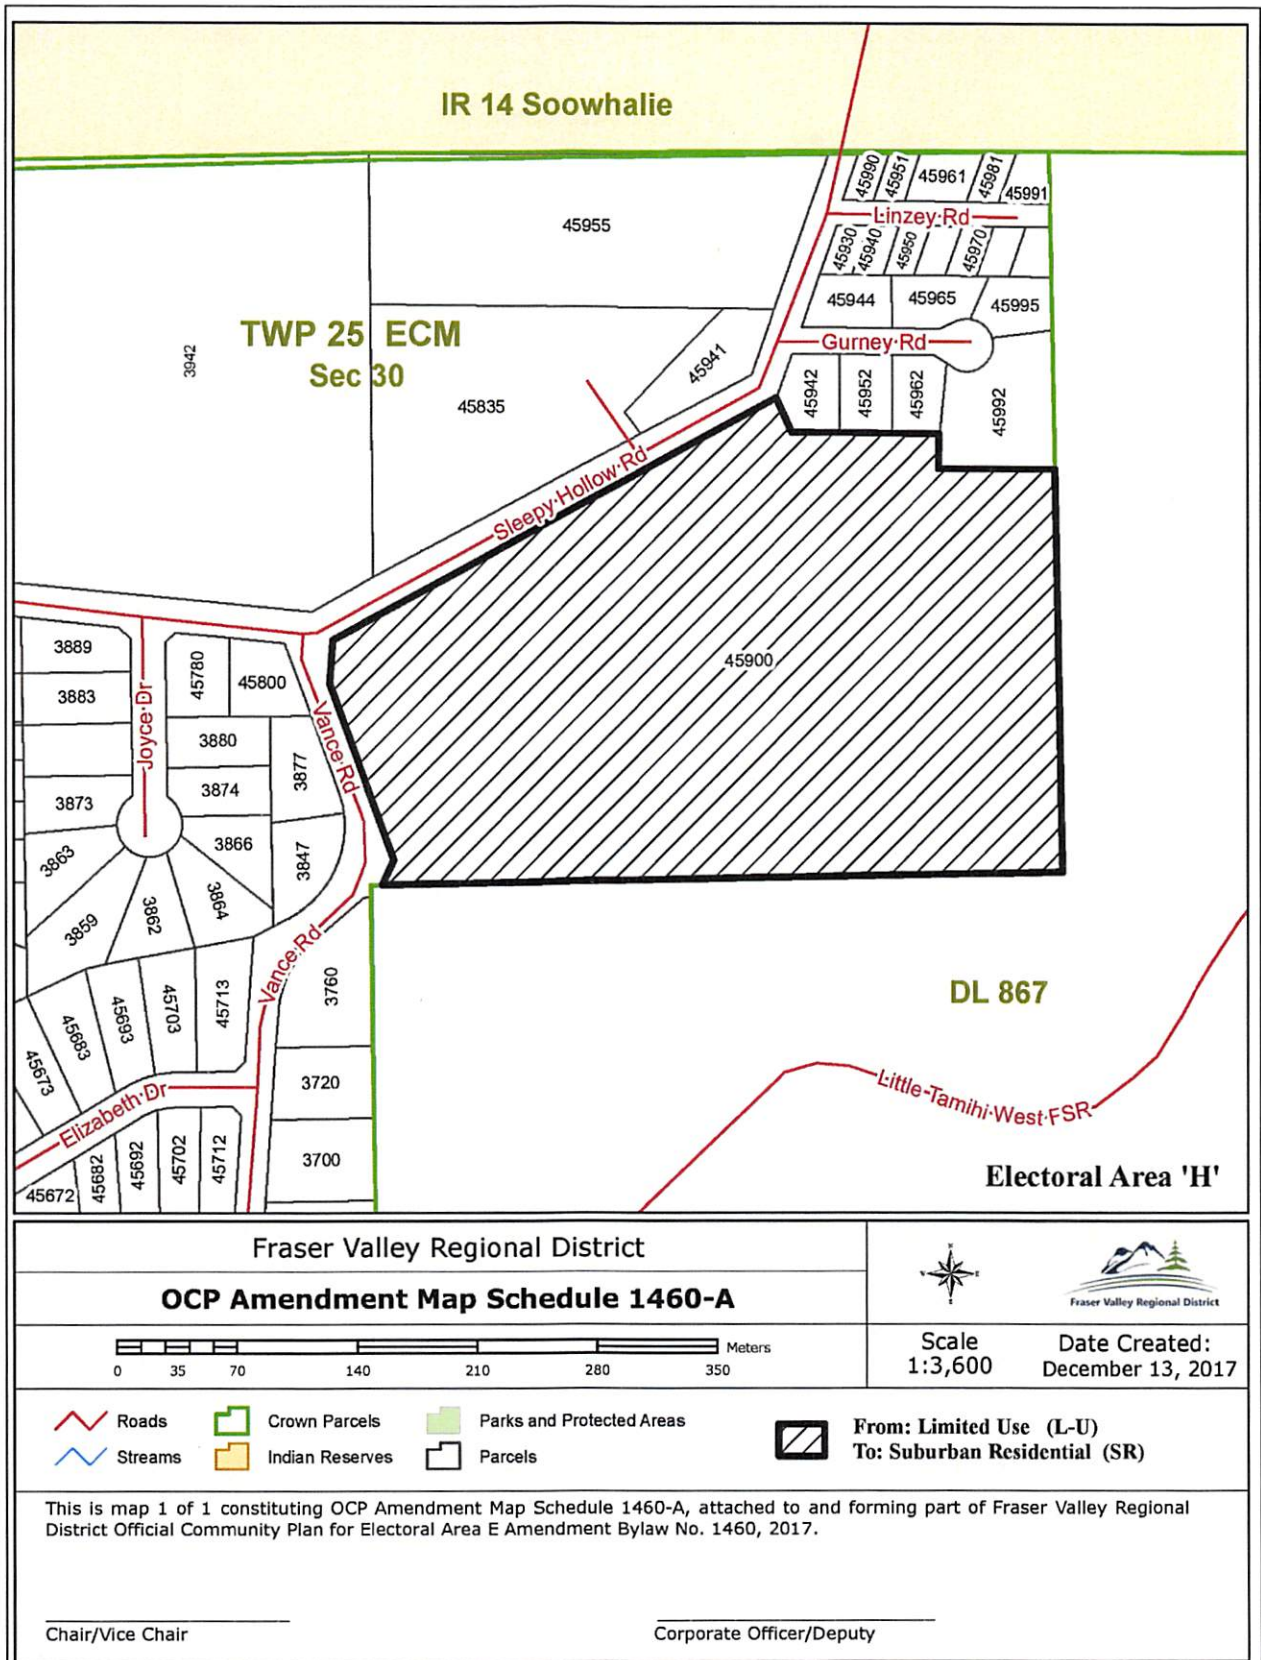 IR 14 Soowhalie
45990
45951
45961
45981
45991
Linzey Rd
45955
45930
45940
45950
45970
45944
45965
45995
TWP 25 ECM
Sec 30
3942
Gurney Rd
45941
45835
45942
45952
45962
45992
Sleepy Hollow Rd
45900
3889
45780
45800
3883
Joyce Dr
Vance Rd
3880
3877
3873
3874
3863
3866
3847
3859
3862
3864
Vance Rd
3760
DL 867
45713
45703
45693
45683
45673
3720
Little Tamihi West FSR
Elizabeth Dr
3700
45712
45702
45692
45682
45672
Electoral Area 'H'
Fraser Valley Regional District
OCP Amendment Map Schedule 1460-A
N
W E
S
Fraser Valley Regional District
Meters
0 35 70 140 210 280 350
Scale
1:3,600
Date Created:
December 13, 2017
Roads
Crown Parcels
Parks and Protected Areas
Streams
Indian Reserves
Parcels
From: Limited Use (L-U)
To: Suburban Residential (SR)
This is map 1 of 1 constituting OCP Amendment Map Schedule 1460-A, attached to and forming part of Fraser Valley Regional
District Official Community Plan for Electoral Area E Amendment Bylaw No. 1460, 2017.
Chair/Vice Chair
Corporate Officer/Deputy